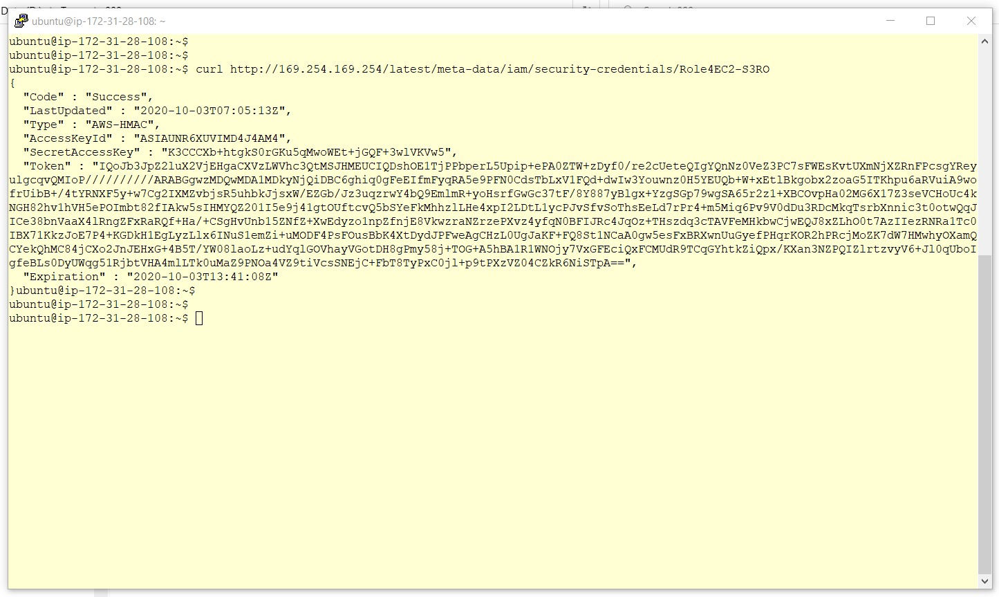 ubuntu@ip-172-31-28-108: ~
ubuntu@ip-172-31-28-108:~$
ubuntu@ip-172-31-28-108:~$
ubuntu@ip-172-31-28-108:~$ curl http://169.254.169.254/latest/meta-data/iam/security-credentials/Role4EC2-S3RO
{
  "Code" : "Success",
  "LastUpdated" : "2020-10-03T07:05:13Z",
  "Type" : "AWS-HMAC",
  "AccessKeyId" : "ASIAUNR6XUVIMD4J4AM4",
  "SecretAccessKey" : "K3CCCXb+htgkS0rGKu5qMwoWEt+jGQF+3wlVKVw5",
  "Token" : "IQoJb3JpZ2luX2VjEHgaCXVzLWVhc3QtMSJHMEUCIQDshOE1TjPPbperL5Upip+ePA0ZTW+zDyf0/re2cUeteQIgYQnNz0VeZ3PC7sFWEsKvtUXmNjXZRnFPcsgYRey
ulgcqvQMIoP//////////ARABGgwzMDQwMDA1MDkyNjQiDBC6ghiq0gFeEIfmFyqRA5e9PFN0CdsTbLxV1FQd+dwIw3Youwnz0H5YEUQb+W+xEtlBkgobx2zoaG5ITKhpu6aRVuiA9wo
frUibB+/4tYRNXF5y+w7Cg2IXMZvbjsR5uhbkJjsxW/EZGb/Jz3uqzrwY4bQ9EmlmR+yoHsrfGwGc37tF/8Y887yBlgx+YzgSGp79wgSA65r2z1+XBCOvpHa02MG6X17Z3seVCHoUc4k
NGH82hv1hVH5ePOImbt82fIAkw5sIHMYQZ201I5e9j41gtOUftcvQ5bSYeFkMhhzlLHe4xpI2LDtL1ycPJvSfvSoThsEeLd7rPr4+m5Miq6Pv9V0dDu3RDcMkqTsrbXnnic3t0otwQqJ
ICe38bnVaaX4lRngZFxRaRQf+Ha/+CSgHvUnb15ZNfZ+XwEdyzo1npZfnjE8VkwzraNZrzePXvz4yfqN0BFIJRc4JqOz+THszdq3cTAVFeMHkbwCjwEQJ8xZLhO0t7AzIIezRNRa1Tc0
IBX71KkzJoE7P4+KGDkH1EgLyzLlx6INuS1emZi+uMODF4PsFOusBbK4XtDydJPFweAgCHzL0UgJaKF+FQ8St1NCaA0gw5esFxBRXwnUuGyefPHqrKOR2hPRcjMoZK7dW7HMwhyOXamQ
CYekQhMC84jCXo2JnJEHxG+4B5T/YW08laoLz+udYqlGOVhayVGotDH8gPmy58j+TOG+A5hBA1R1WNOjy7VxGFEciQxFCMUdR9TCqGYhtkZiQpx/KXan3NZPQIZlrtzvyV6+Jl0qUboI
gfeBLs0DyUWqg51RjbtVHA4mlLTk0uMaZ9PNOa4VZ9tiVcsSNEjC+FbT8TyPxC0jl+p9tPXzVZ04CZkR6NiSTpA==",
  "Expiration" : "2020-10-03T13:41:08Z"
}ubuntu@ip-172-31-28-108:~$
ubuntu@ip-172-31-28-108:~$
ubuntu@ip-172-31-28-108:~$